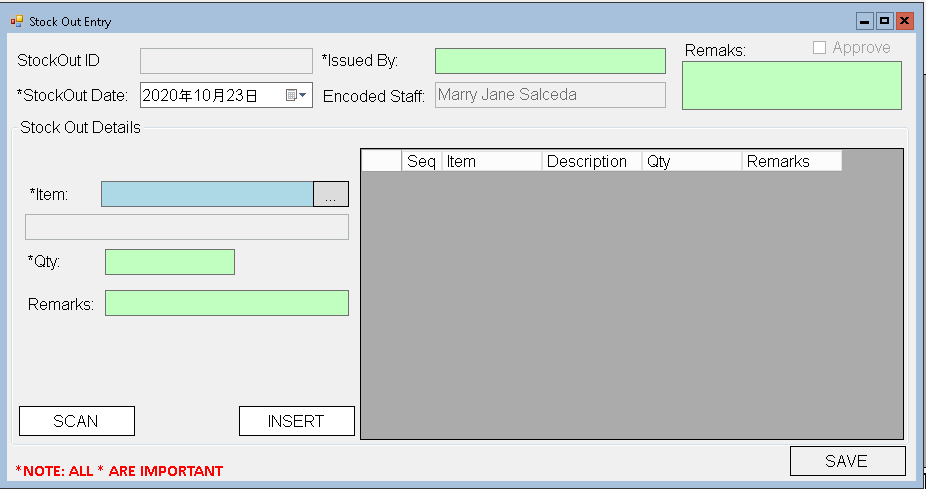 Stock Out Entry
StockOut ID
*Issued By:
Remaks:
Approve
*StockOut Date:
2020年10月23日
Encoded Staff:
Marry Jane Salceda
Stock Out Details
Seq Item Description Qty Remarks
*Item:
...
*Qty:
Remarks:
SCAN
INSERT
SAVE
*NOTE: ALL * ARE IMPORTANT